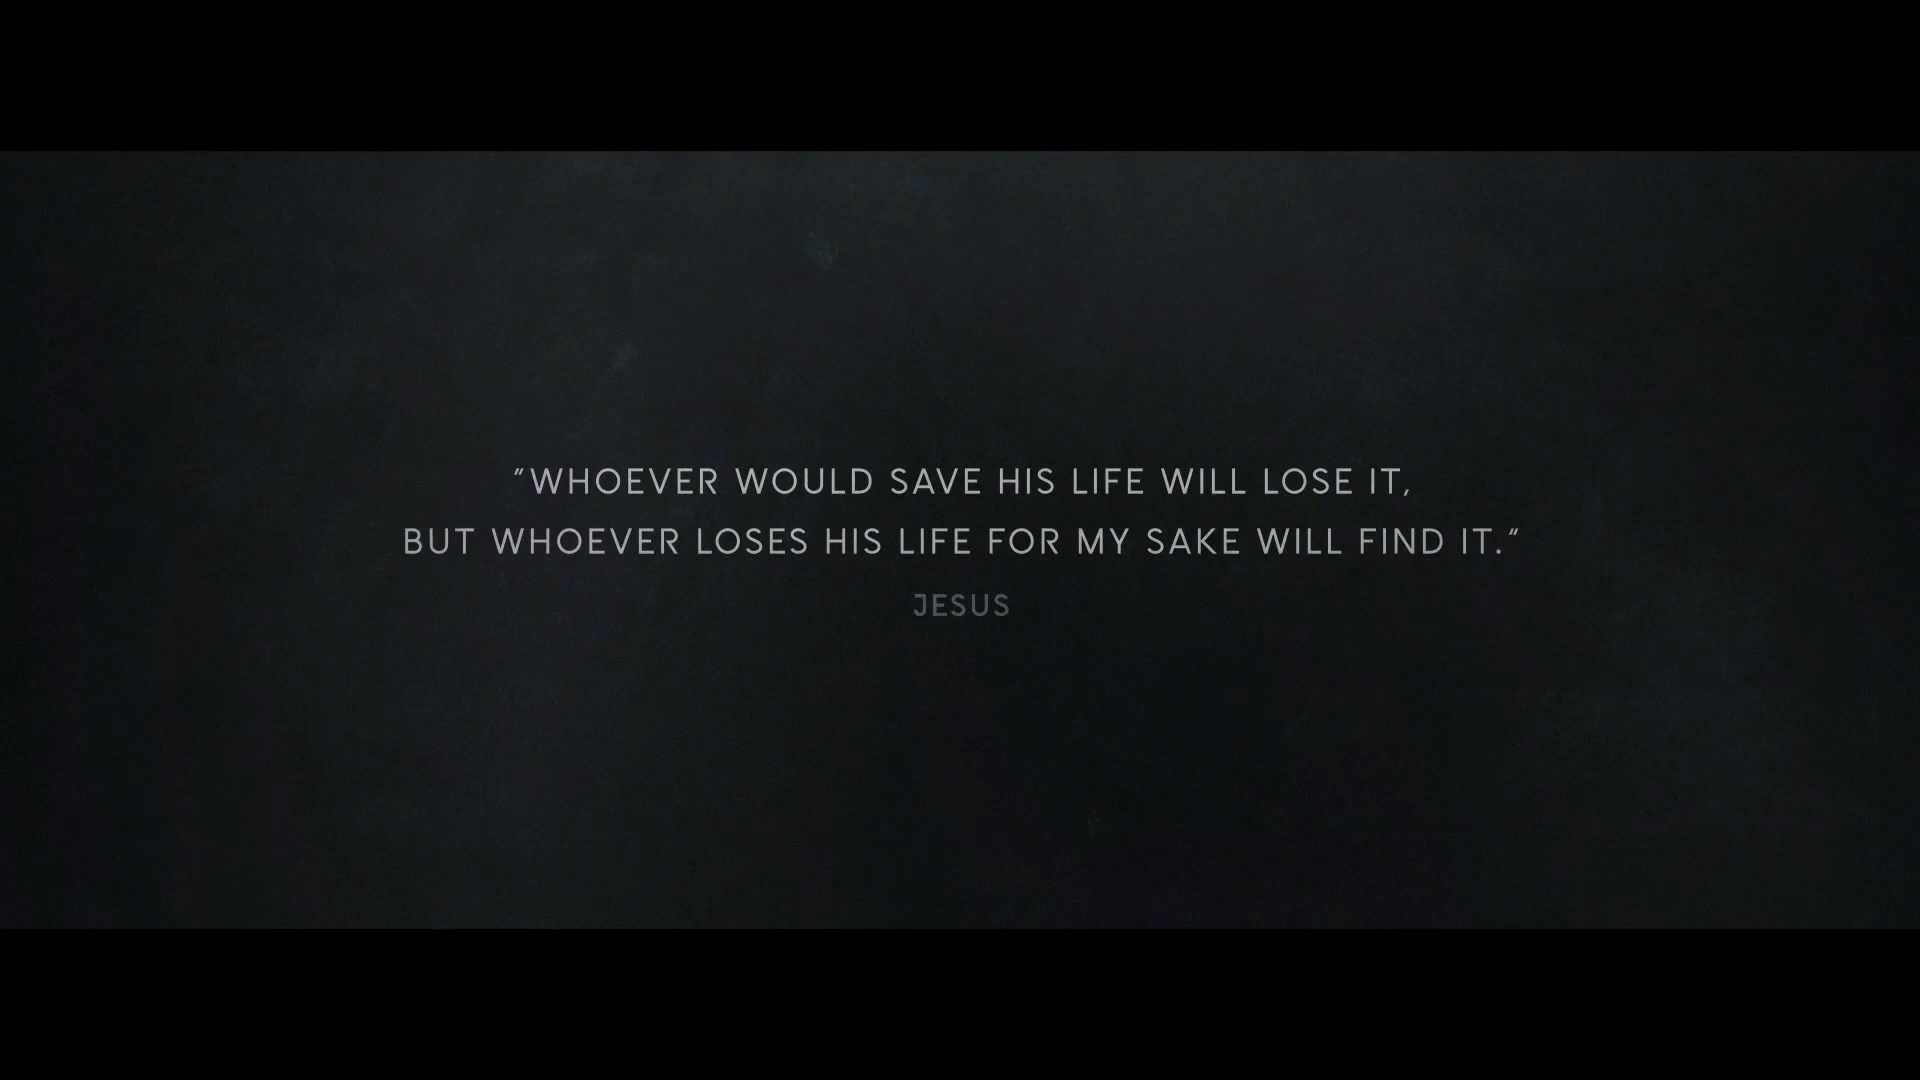 "WHOEVER WOULD SAVE HIS LIFE WILL LOSE IT,
BUT WHOEVER LOSES HIS LIFE FOR MY SAKE WILL FIND IT."
JESUS